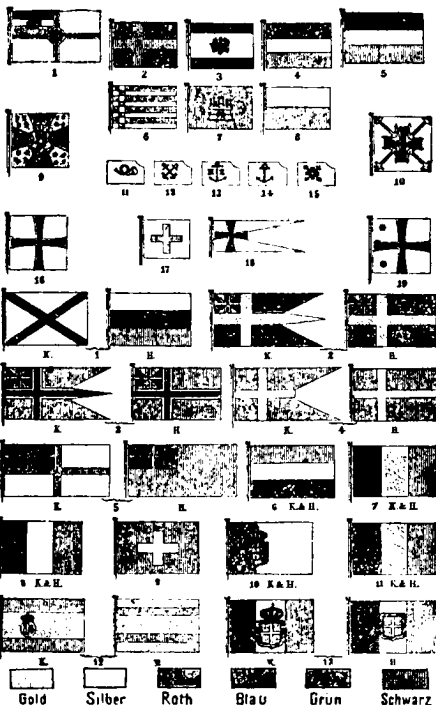 1 2 3 4 5
6 7 8
9 10
11 12 13 14 15
16 17 18 19
K. 1 H. K. 2 H.
K. 3 H. K. 4 H.
K. 5 H. 6 K & H. 7 K & H.
8 K & H. 9 10 K & H. 11 K & H.
K. 12 H. K. 13 H.
Gold Silber Roth Blau Grün Schwarz